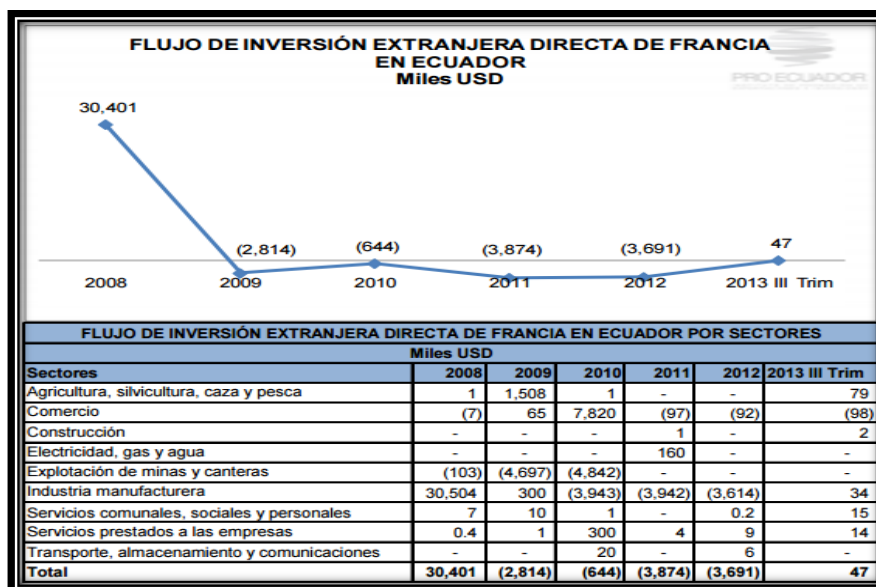 FLUJO DE INVERSIÓN EXTRANJERA DIRECTA DE FRANCIA
EN ECUADOR
Miles USD
PRO ECUADOR
30,401
(2,814) (644) (3,874) (3,691) 47
2008 2009 2010 2011 2012 2013 III Trim
FLUJO DE INVERSIÓN EXTRANJERA DIRECTA DE FRANCIA EN ECUADOR POR SECTORES
Miles USD
Sectores 2008 2009 2010 2011 2012 2013 III Trim
Agricultura, silvicultura, caza y pesca 1 1,508 1 - - 79
Comercio (7) 65 7,820 (97) (92) (98)
Construcción - - - 1 - 2
Electricidad, gas y agua - - - 160 - -
Explotación de minas y canteras (103) (4,697) (4,842) - - -
Industria manufacturera 30,504 300 (3,943) (3,942) (3,614) 34
Servicios comunales, sociales y personales 7 10 1 - 0.2 15
Servicios prestados a las empresas 0.4 1 300 4 9 14
Transporte, almacenamiento y comunicaciones - - 20 - 6 -
Total 30,401 (2,814) (644) (3,874) (3,691) 47